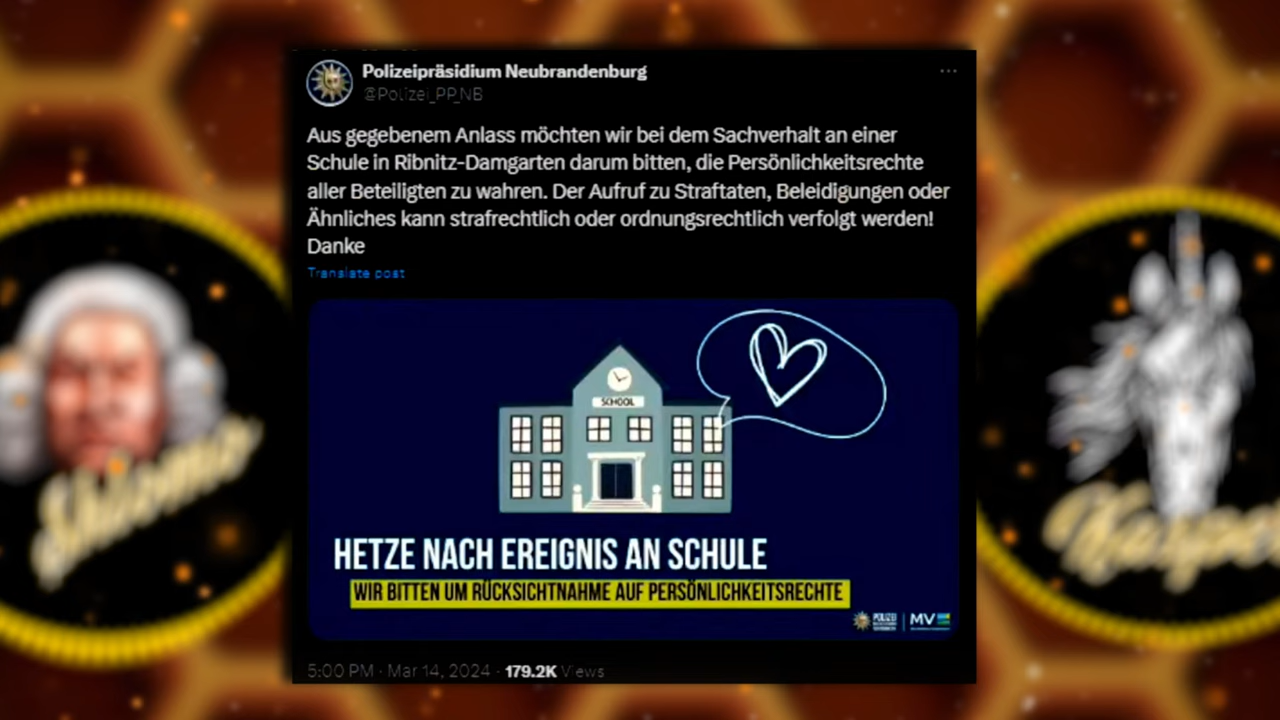 Polizeipräsidium Neubrandenburg
@Polizei_PP_NB
Aus gegebenem Anlass möchten wir bei dem Sachverhalt an einer
Schule in Ribnitz-Damgarten darum bitten, die Persönlichkeitsrechte
aller Beteiligten zu wahren. Der Aufruf zu Straftaten, Beleidigungen oder
Ähnliches kann strafrechtlich oder ordnungsrechtlich verfolgt werden!
Danke
Translate post
SCHOOL
HETZE NACH EREIGNIS AN SCHULE
WIR BITTEN UM RÜCKSICHTNAHME AUF PERSÖNLICHKEITSRECHTE
POLIZEI
MV
5:00 PM · Mar 14, 2024 · 179.2K Views
Shlomo